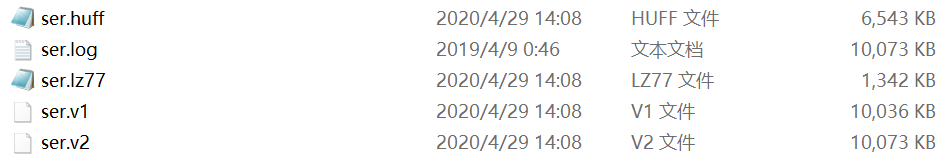 ser.huff 2020/4/29 14:08 HUFF 文件 6,543 KB
ser.log 2019/4/9 0:46 文本文档 10,073 KB
ser.lz77 2020/4/29 14:08 LZ77 文件 1,342 KB
ser.v1 2020/4/29 14:08 V1 文件 10,036 KB
ser.v2 2020/4/29 14:08 V2 文件 10,073 KB